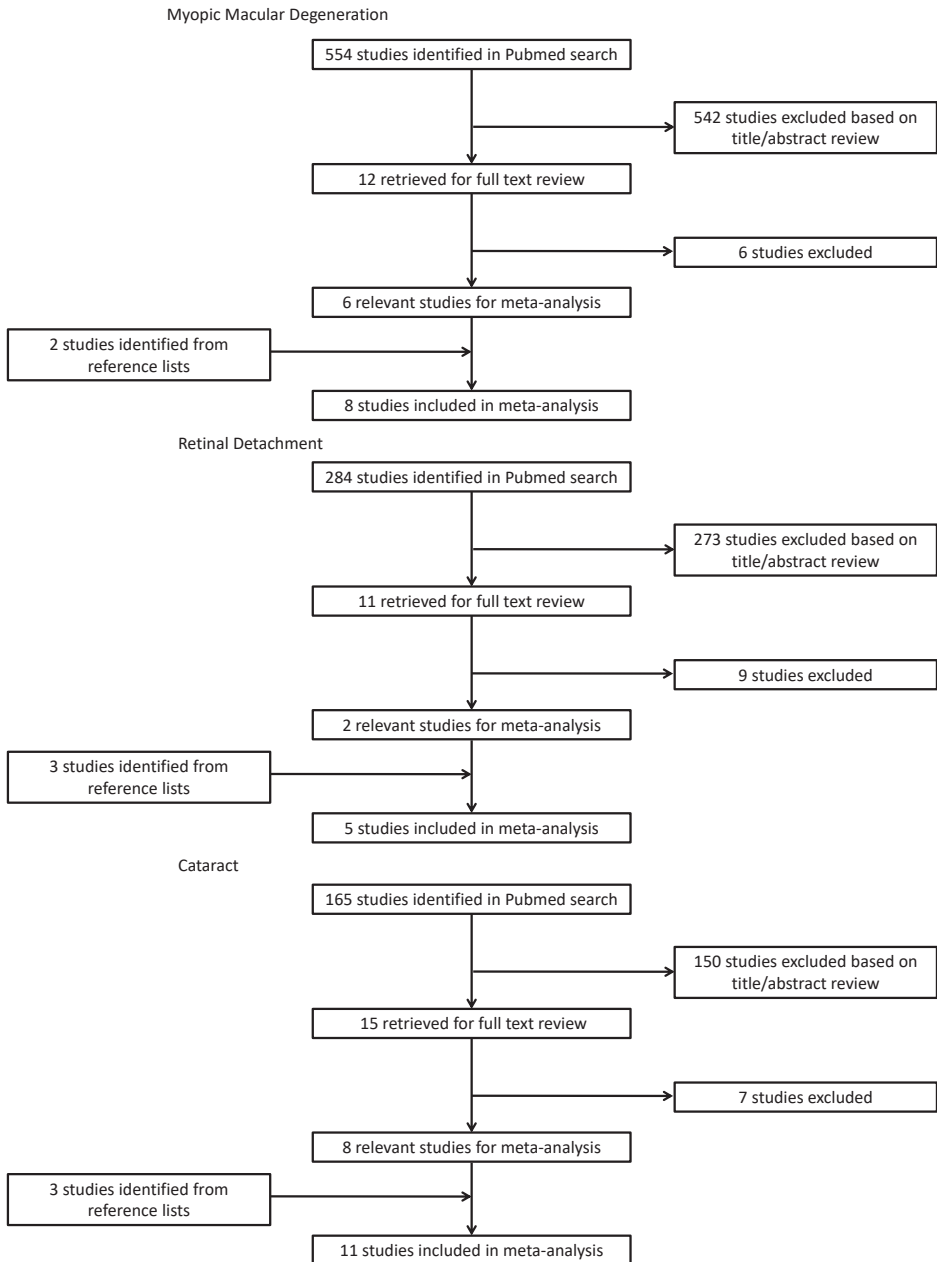 Myopic Macular Degeneration
554 studies identified in Pubmed search
542 studies excluded based on
title/abstract review
12 retrieved for full text review
6 studies excluded
6 relevant studies for meta-analysis
2 studies identified from
reference lists
8 studies included in meta-analysis
Retinal Detachment
284 studies identified in Pubmed search
273 studies excluded based on
title/abstract review
11 retrieved for full text review
9 studies excluded
2 relevant studies for meta-analysis
3 studies identified from
reference lists
5 studies included in meta-analysis
Cataract
165 studies identified in Pubmed search
150 studies excluded based on
title/abstract review
15 retrieved for full text review
7 studies excluded
8 relevant studies for meta-analysis
3 studies identified from
reference lists
11 studies included in meta-analysis